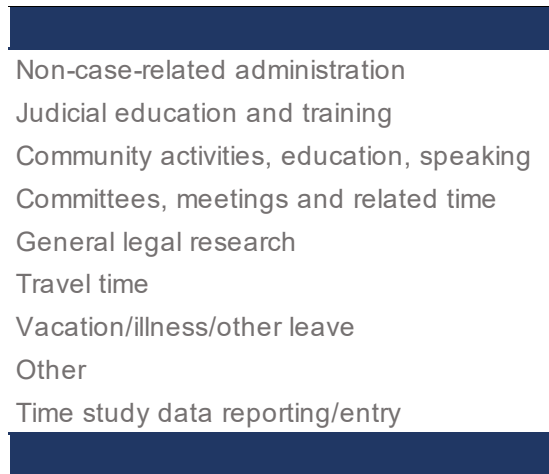 Non-case-related administration
Judicial education and training
Community activities, education, speaking
Committees, meetings and related time
General legal research
Travel time
Vacation/illness/other leave
Other
Time study data reporting/entry